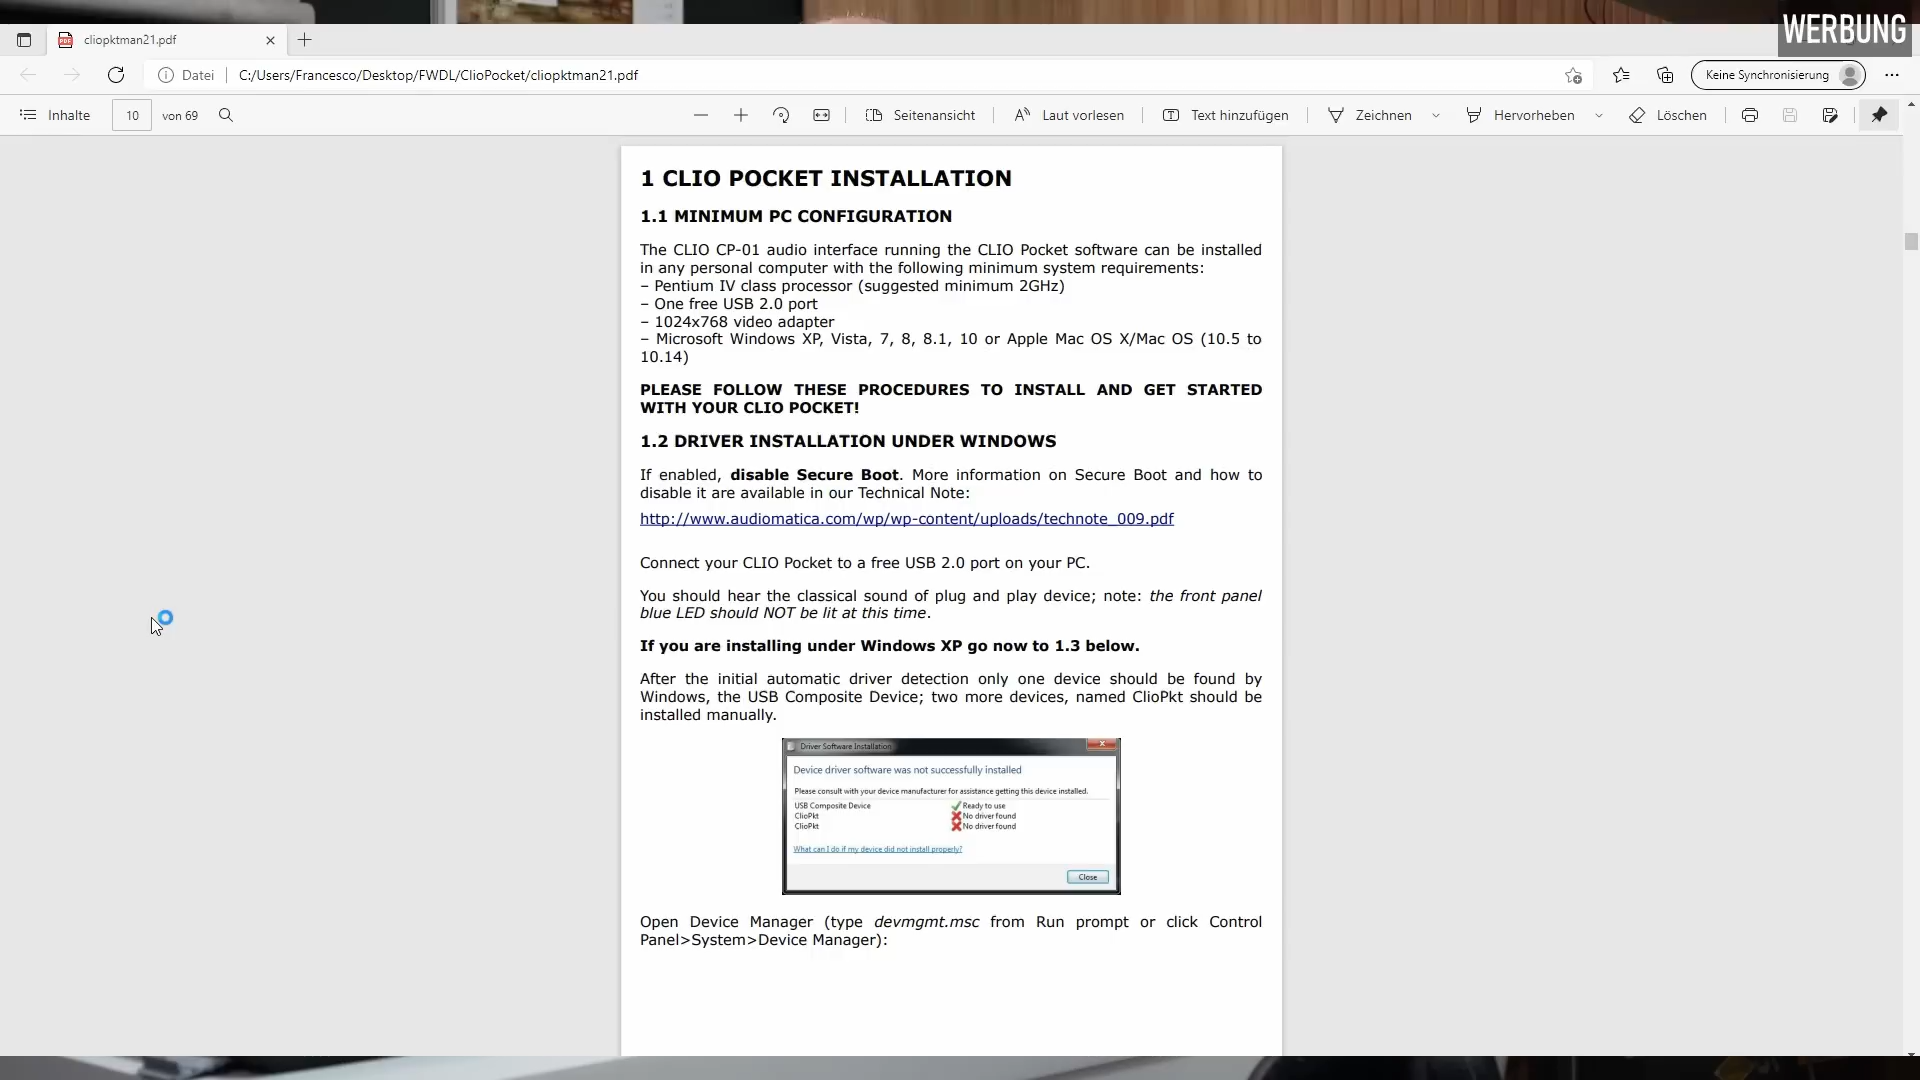 WERBUNG
cliopktman21.pdf
Datei
C:/Users/Francesco/Desktop/FWDL/ClioPocket/cliopktman21.pdf
Keine Synchronisierung
Inhalte
10
von 69
Seitenansicht
Laut vorlesen
Text hinzufügen
Zeichnen
Hervorheben
Löschen
1 CLIO POCKET INSTALLATION
1.1 MINIMUM PC CONFIGURATION
The CLIO CP-01 audio interface running the CLIO Pocket software can be installed
in any personal computer with the following minimum system requirements:
– Pentium IV class processor (suggested minimum 2GHz)
– One free USB 2.0 port
– 1024x768 video adapter
– Microsoft Windows XP, Vista, 7, 8, 8.1, 10 or Apple Mac OS X/Mac OS (10.5 to
10.14)
PLEASE FOLLOW THESE PROCEDURES TO INSTALL AND GET STARTED
WITH YOUR CLIO POCKET!
1.2 DRIVER INSTALLATION UNDER WINDOWS
If enabled, disable Secure Boot. More information on Secure Boot and how to
disable it are available in our Technical Note:
http://www.audiomatica.com/wp/wp-content/uploads/technote_009.pdf
Connect your CLIO Pocket to a free USB 2.0 port on your PC.
You should hear the classical sound of plug and play device; note: the front panel
blue LED should NOT be lit at this time.
If you are installing under Windows XP go now to 1.3 below.
After the initial automatic driver detection only one device should be found by
Windows, the USB Composite Device; two more devices, named ClioPkt should be
installed manually.
Driver Software Installation
Device driver software was not successfully installed
Please consult with your device manufacturer for assistance getting this device installed.
USB Composite Device Ready to use
ClioPkt No driver found
ClioPkt No driver found
What can I do if my device did not install properly?
Close
Open Device Manager (type devmgmt.msc from Run prompt or click Control
Panel>System>Device Manager):